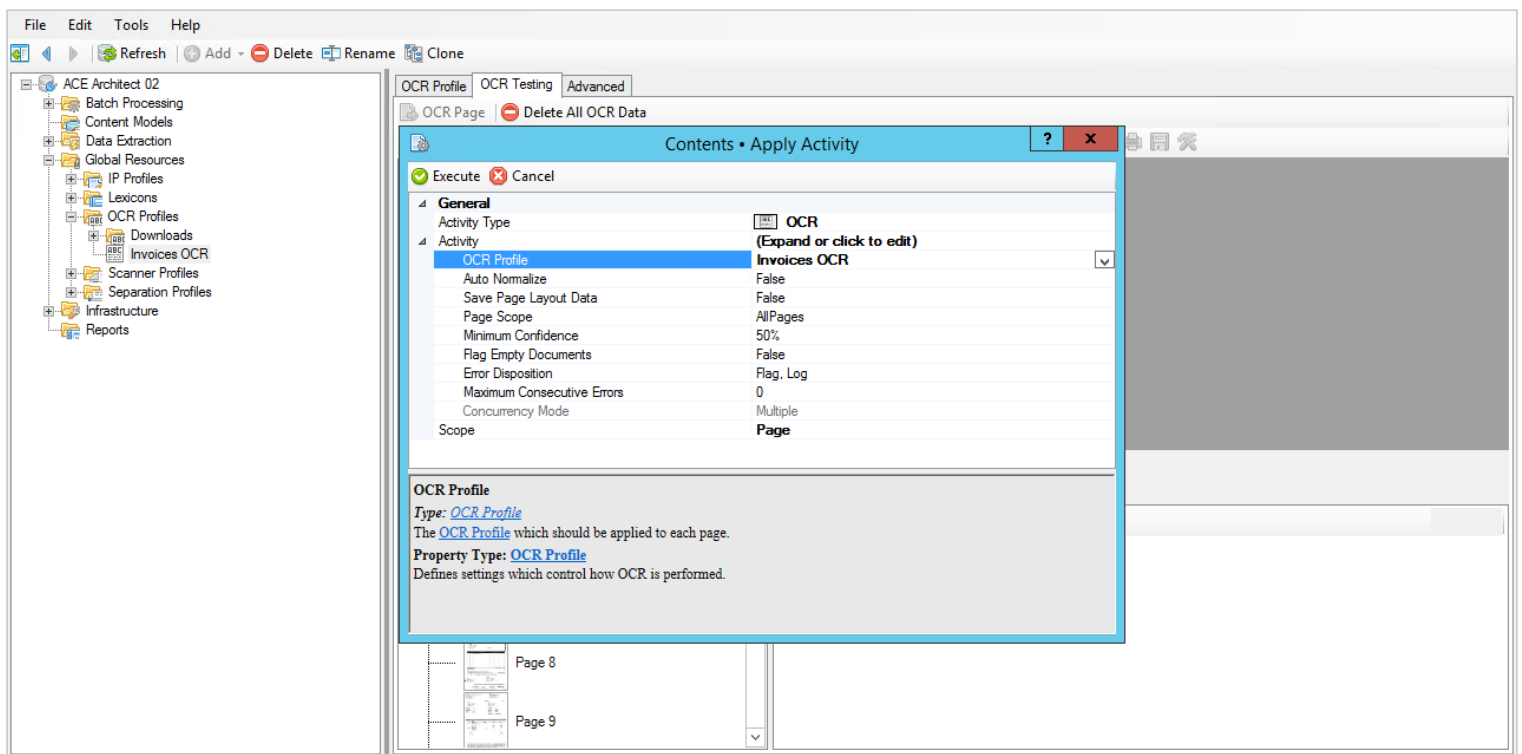 File Edit Tools Help
Refresh Add Delete Rename Clone
ACE Architect 02
Batch Processing
Content Models
Data Extraction
Global Resources
IP Profiles
Lexicons
OCR Profiles
Downloads
Invoices OCR
Scanner Profiles
Separation Profiles
Infrastructure
Reports
OCR Profile OCR Testing Advanced
OCR Page Delete All OCR Data
Contents • Apply Activity ? x
Execute Cancel
General
Activity Type OCR
Activity (Expand or click to edit)
OCR Profile Invoices OCR
Auto Normalize False
Save Page Layout Data False
Page Scope AllPages
Minimum Confidence 50%
Flag Empty Documents False
Error Disposition Flag, Log
Maximum Consecutive Errors 0
Concurrency Mode Multiple
Scope Page
OCR Profile
Type: OCR Profile
The OCR Profile which should be applied to each page.
Property Type: OCR Profile
Defines settings which control how OCR is performed.
Page 8
Page 9